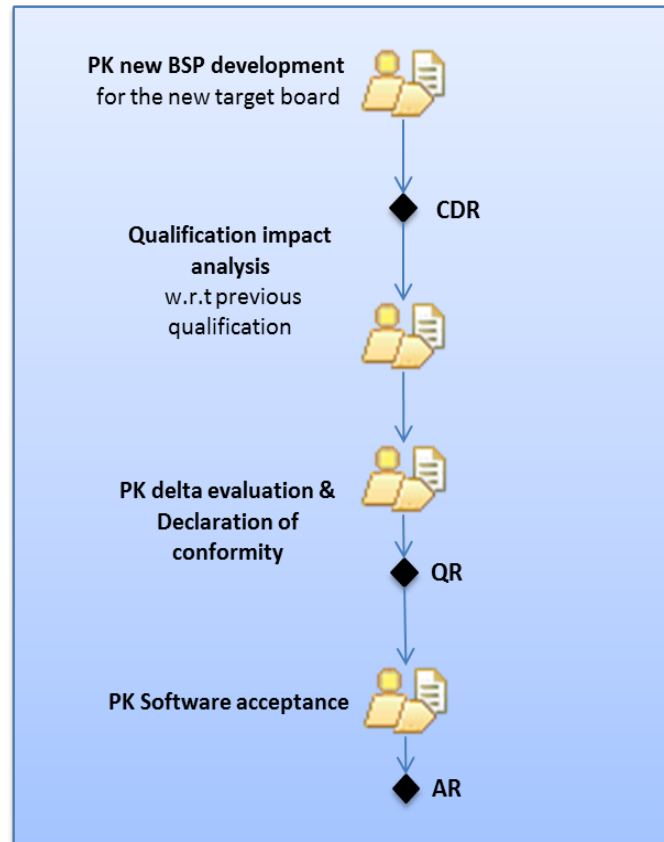 PK new BSP development
for the new target board
CDR
Qualification impact
analysis
w.r.t previous
qualification
PK delta evaluation &
Declaration of
conformity
QR
PK Software acceptance
AR